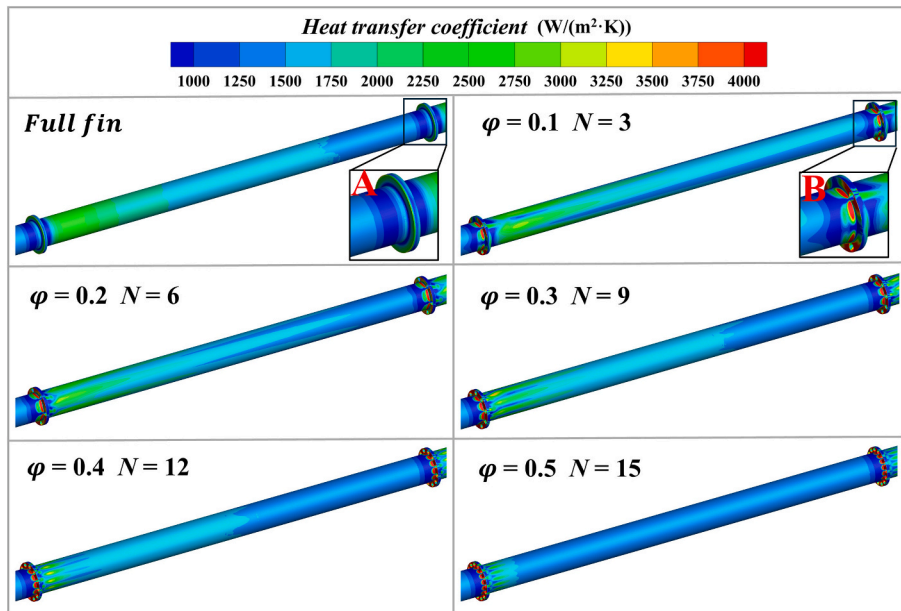 Heat transfer coefficient (W/(m²·K))
1000 1250 1500 1750 2000 2250 2500 2750 3000 3250 3500 3750 4000
Full fin
A
φ = 0.1 N = 3
B
φ = 0.2 N = 6
φ = 0.3 N = 9
φ = 0.4 N = 12
φ = 0.5 N = 15